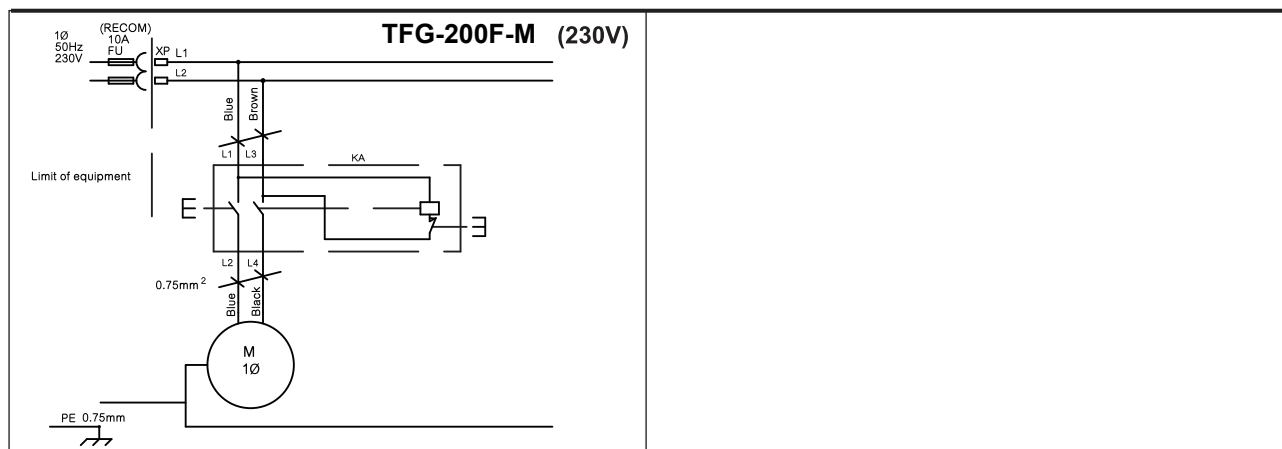 TFG-200F-M (230V)
1Ø
50Hz
230V
(RECOM)
10A
FU
XP
L1
L2
Blue
Brown
L1
L3
KA
Limit of equipment
L2
L4
0.75mm²
Blue
Black
M
1Ø
PE 0.75mm